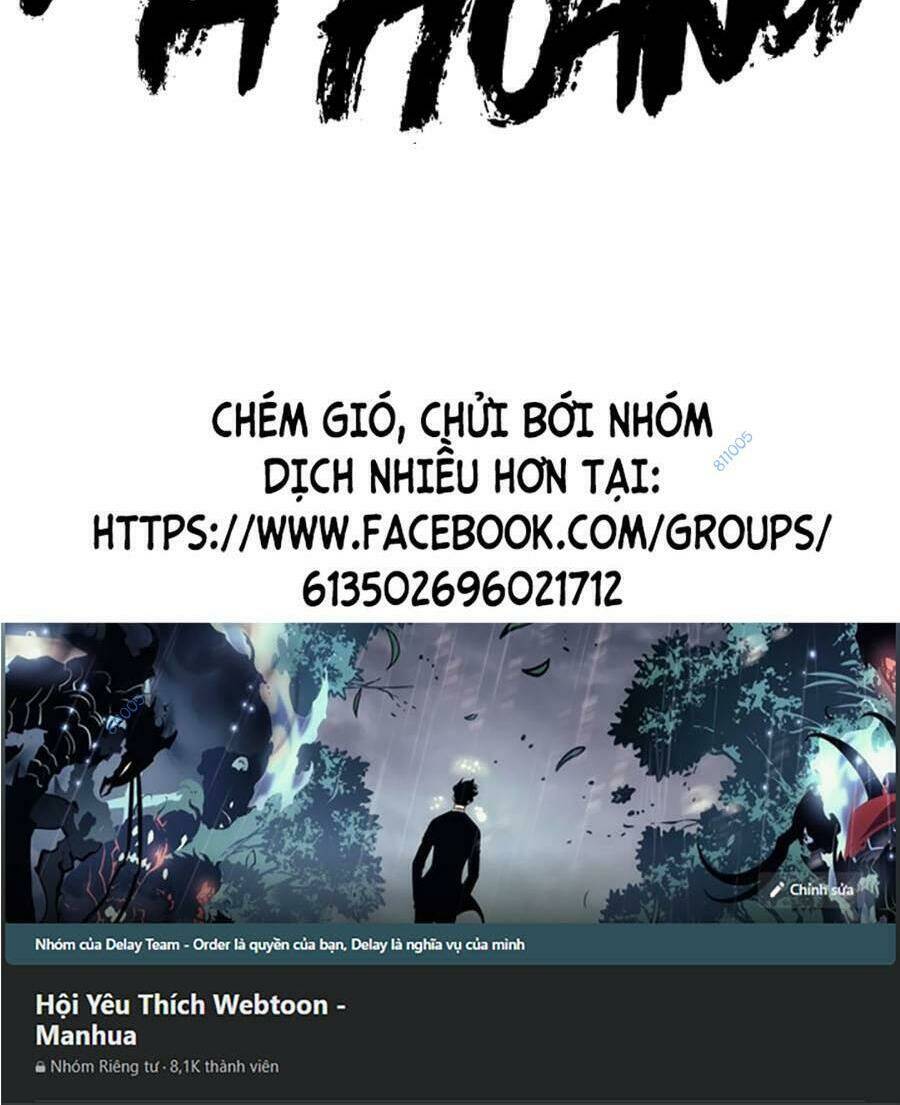 CHÉM GIÓ, CHỬI BỚI NHÓM
811005
DỊCH NHIỀU HƠN TẠI:
HTTPS://WWW.FACEBOOK.COM/GROUPS/
613502696021712
811005
Chỉnh sửa
Nhóm của Delay Team - Order là quyền của bạn, Delay là nghĩa vụ của mình
Hội Yêu Thích Webtoon -
Manhua
Nhóm Riêng tư · 8,1K thành viên